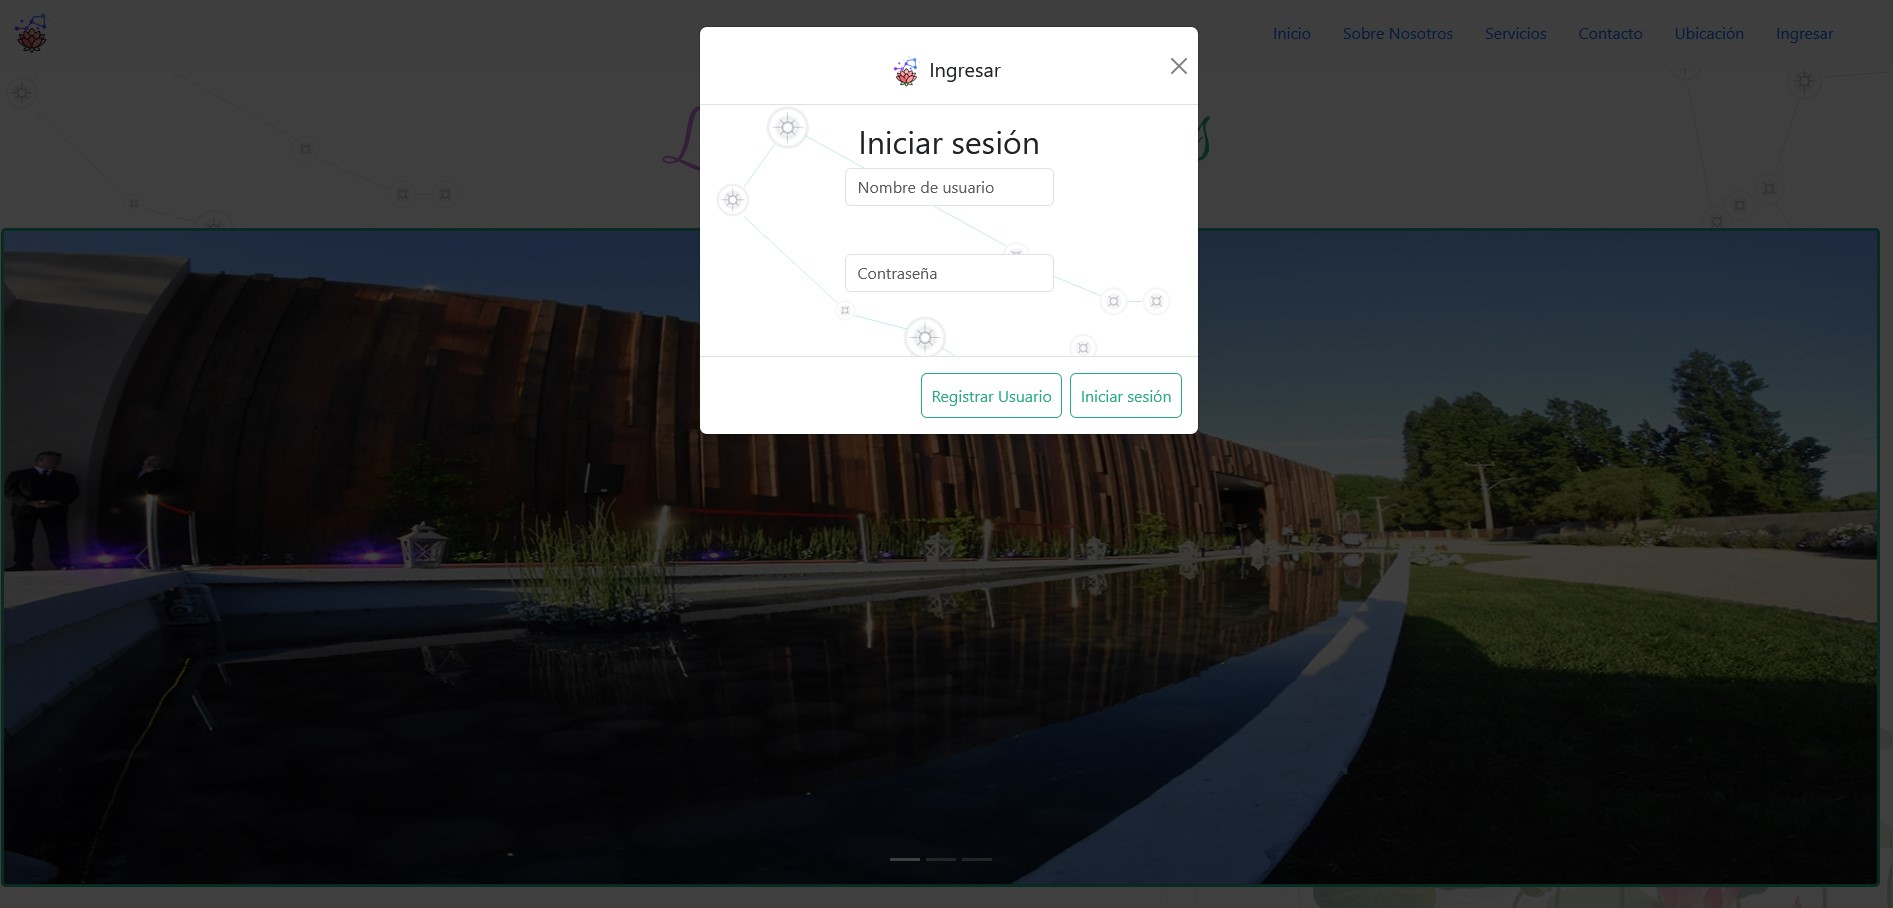 Inicio Sobre Nosotros Servicios Contacto Ubicación Ingresar
Ingresar
Iniciar sesión
Nombre de usuario
Contraseña
Registrar Usuario Iniciar sesión